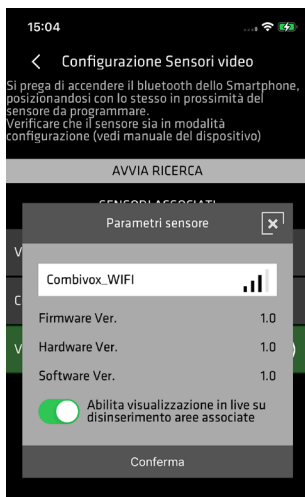 15:04
Configurazione Sensori video
Si prega di accendere il bluetooth dello Smartphone,
posizionandosi con lo stesso in prossimità del
sensore da programmare.
Verificare che il sensore sia in modalità
configurazione (vedi manuale del dispositivo)
AVVIA RICERCA
SENSORI ASSOCIATI
Parametri sensore
V
Combivox_WIFI
C
Firmware Ver. 1.0
Hardware Ver. 1.0
V
Software Ver. 1.0
Abilita visualizzazione in live su
disinserimento aree associate
Conferma